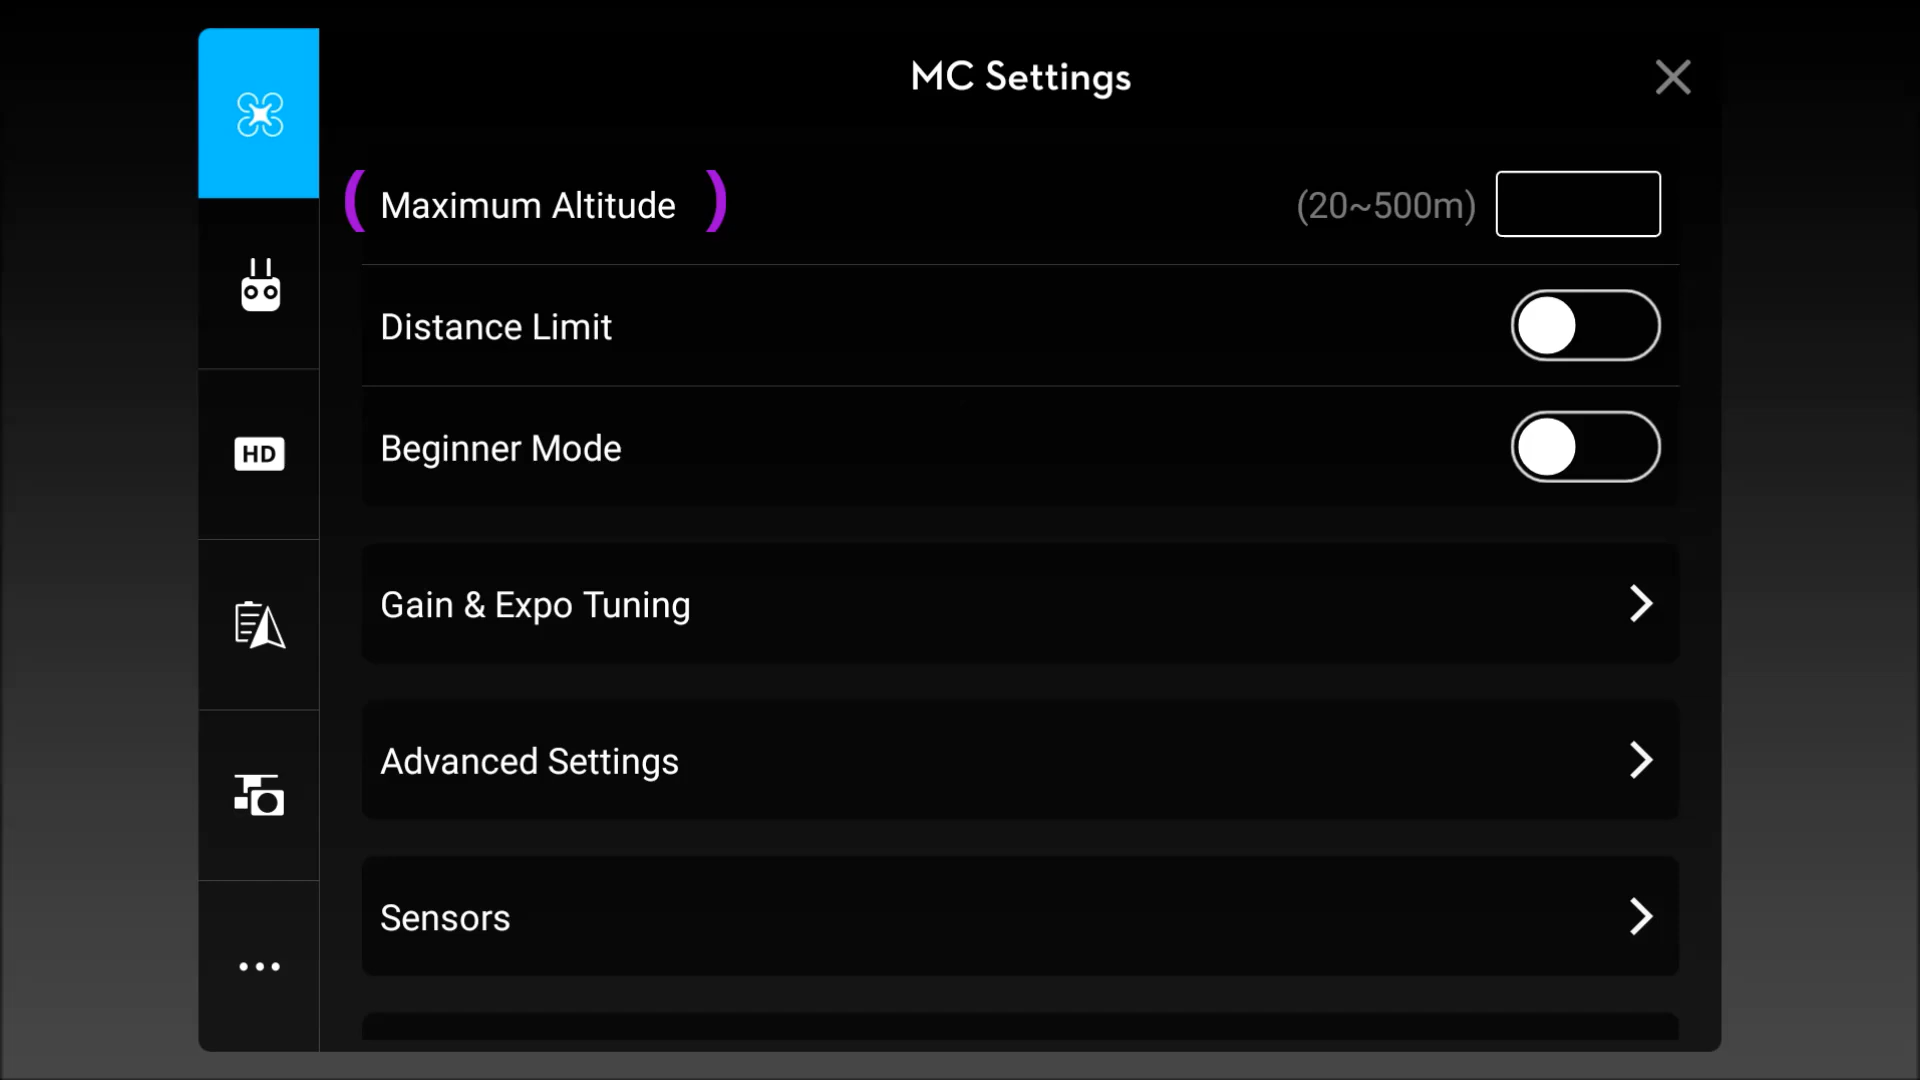 MC Settings
( Maximum Altitude ) (20~500m)
Distance Limit
Beginner Mode
HD
Gain & Expo Tuning
Advanced Settings
Sensors